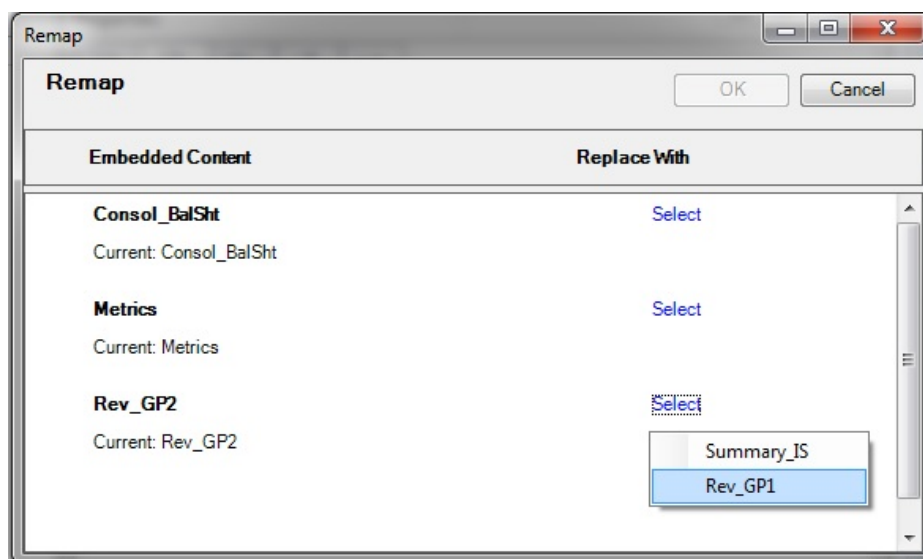 Remap
Remap
OK
Cancel
Embedded Content
Replace With
Consol_BalSht
Select
Current: Consol_BalSht
Metrics
Select
Current: Metrics
Rev_GP2
Select
Current: Rev_GP2
Summary_IS
Rev_GP1